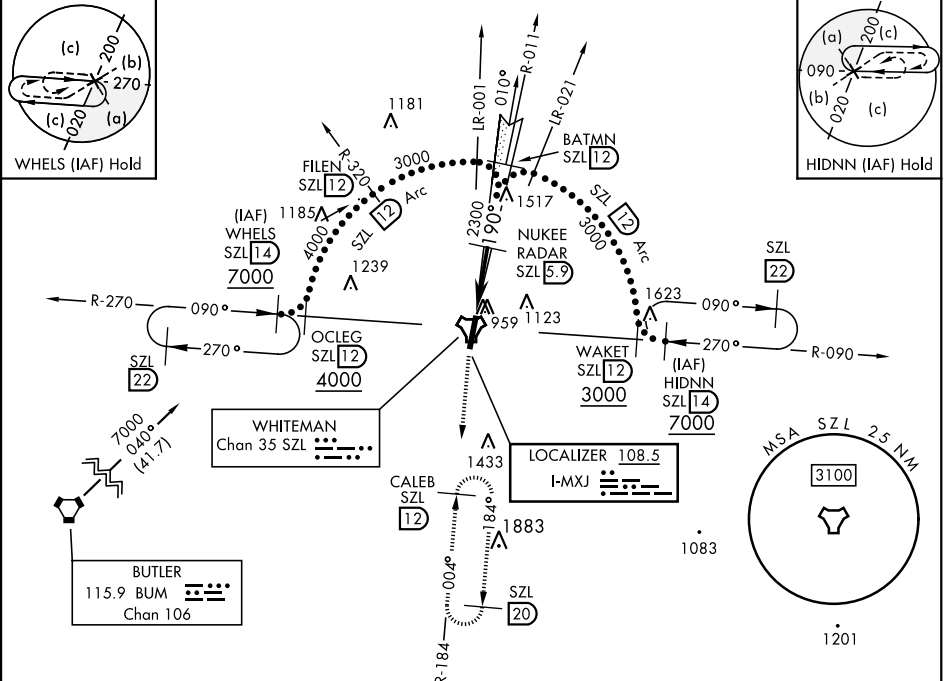 (c)
200
(b)
270
(a)
(c)
020
WHELS (IAF) Hold
(a)
200
(c)
090
(b)
020
(c)
HIDNN (IAF) Hold
LR-001
010°
R-011
LR-021
1181
BATMN
SZL 12
R-320
3000
FILEN
SZL 12
SZL 12 Arc
1517
1185
4000
2300
190°
SZL 12 Arc
3000
(IAF)
WHELS
SZL 14
7000
NUKEE
RADAR
SZL 5.9
1239
SZL
22
R-270
090°
270°
SZL
22
OCLEG
SZL 12
4000
959
1123
1623
090°
270°
R-090
WAKET
SZL 12
3000
(IAF)
HIDNN
SZL 14
7000
WHITEMAN
Chan 35 SZL
7000
040°
(41.7)
1433
LOCALIZER 108.5
I-MXJ
MSA SZL 25 NM
3100
CALEB
SZL
12
184°
1883
004°
1083
BUTLER
115.9 BUM
Chan 106
SZL
20
R-184
1201